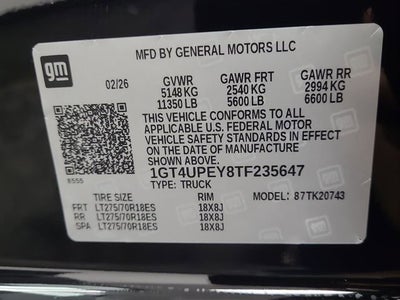 gm
MFD BY GENERAL MOTORS LLC
02/26
GVWR GAWR FRT GAWR RR
5148 KG 2540 KG 2994 KG
11350 LB 5600 LB 6600 LB
THIS VEHICLE CONFORMS TO ALL
APPLICABLE U.S. FEDERAL MOTOR
VEHICLE SAFETY STANDARDS IN EFFECT
ON THE DATE OF MANUFACTURE
SHOWN ABOVE.
1GT4UPEY8TF235647
8555
TYPE: TRUCK MODEL: 87TK20743
TIRE SIZE RIM
FRT LT275/70R18ES 18X8J
RR LT275/70R18ES 18X8J
SPA LT275/70R18ES 18X8J